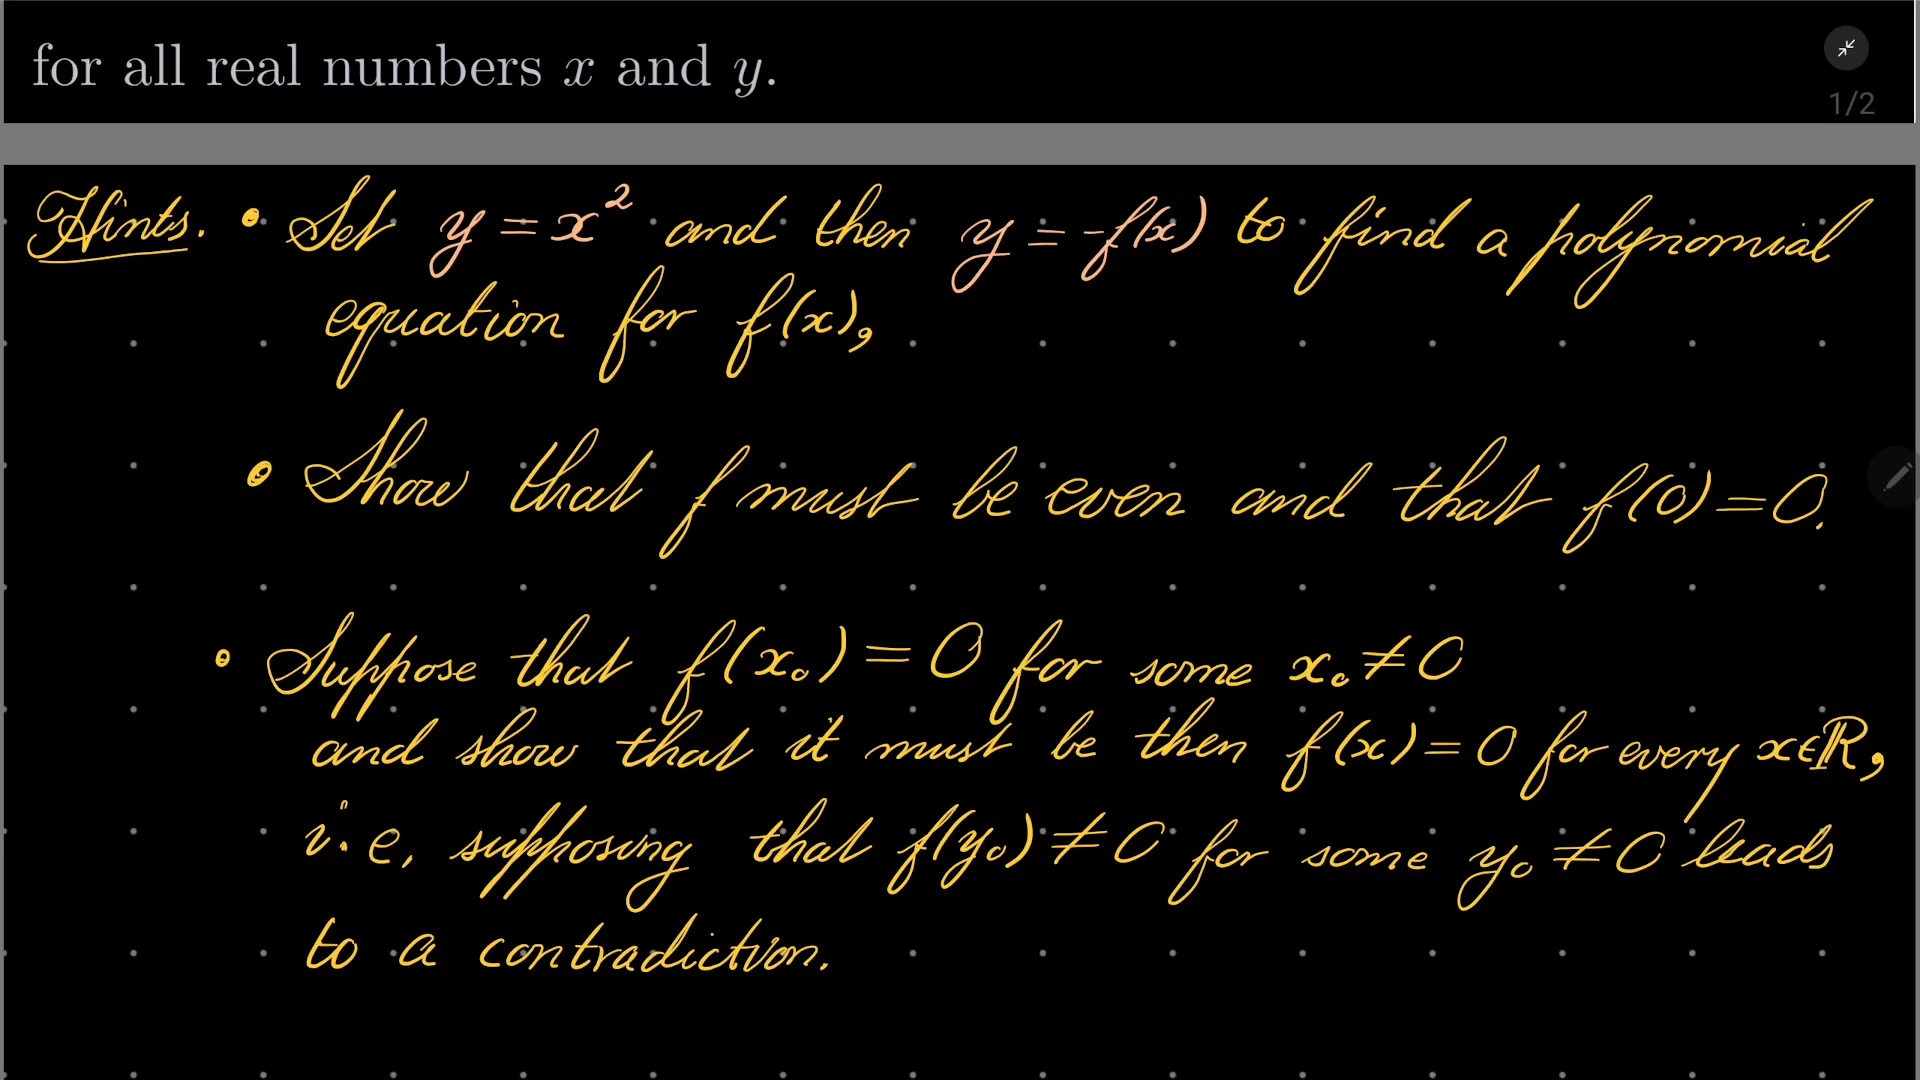 for all real numbers x and y.
1/2
Hints. • Set y = x² and then y = -f(x) to find a polynomial
equation for f(x),
• Show that f must be even and that f(0)=0.
• Suppose that f(x₀) = 0 for some x₀ ≠ 0
and show that it must be then f(x) = 0 for every x∈ℝ,
i.e, supposing that f(y₀) ≠ 0 for some y₀ ≠ 0 leads
to a contradiction.